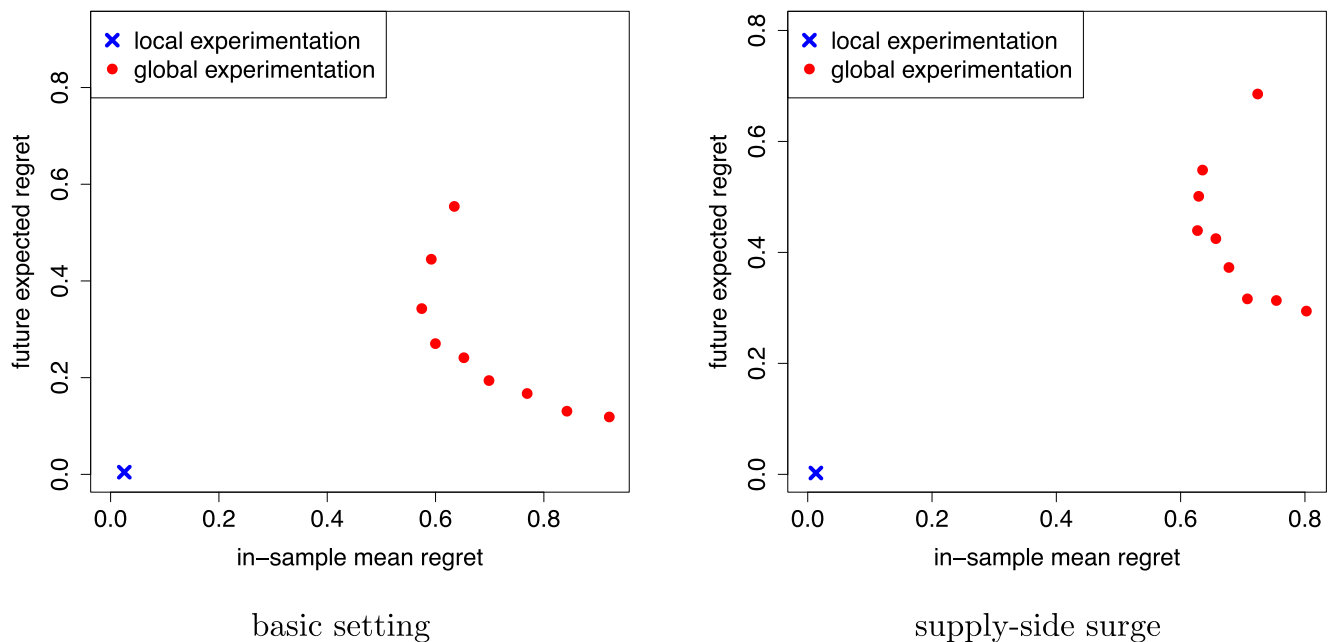 local experimentation
global experimentation
future expected regret
0.0 0.2 0.4 0.6 0.8
0.0 0.2 0.4 0.6 0.8
in−sample mean regret
basic setting
local experimentation
global experimentation
future expected regret
0.0 0.2 0.4 0.6 0.8
0.0 0.2 0.4 0.6 0.8
in−sample mean regret
supply-side surge